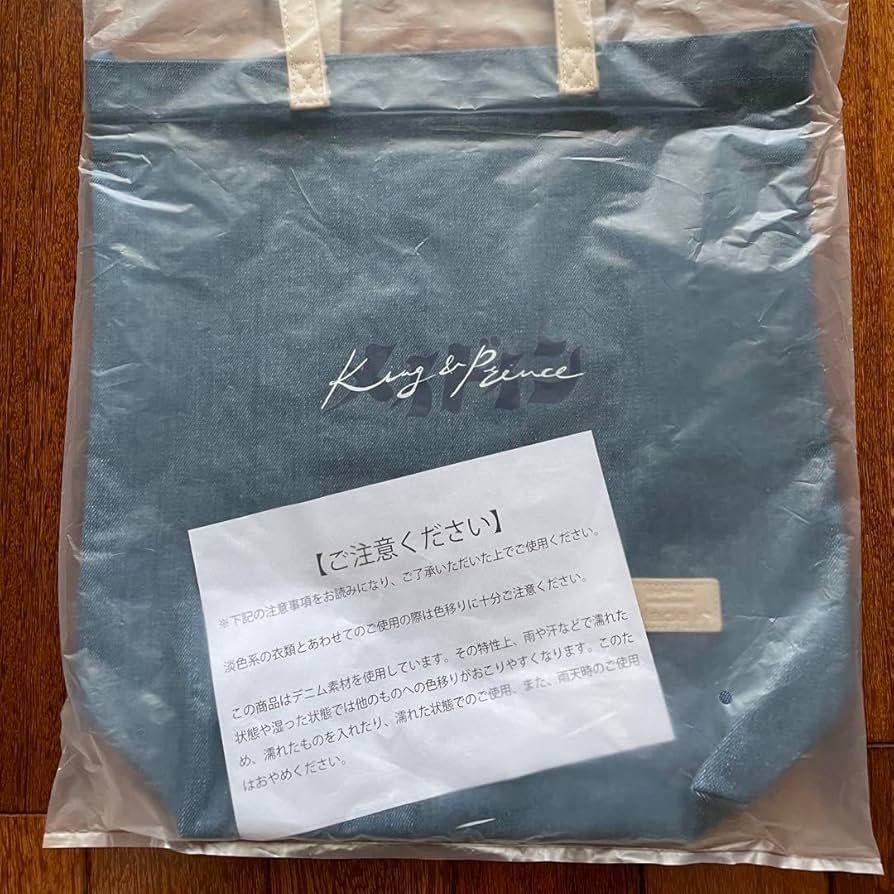 King & Prince
【ご注意ください】
※下記の注意事項をお読みになり、ご了承いただいた上でご使用ください。
淡色系の衣類とあわせてのご使用の際は色移りに十分ご注意ください。
この商品はデニム素材を使用しています。その特性上、雨や汗などで濡れた
状態や湿った状態では他のものへの色移りがおこりやすくなります。このた
め、濡れたものを入れたり、濡れた状態でのご使用、また、雨天時のご使用
はおやめください。